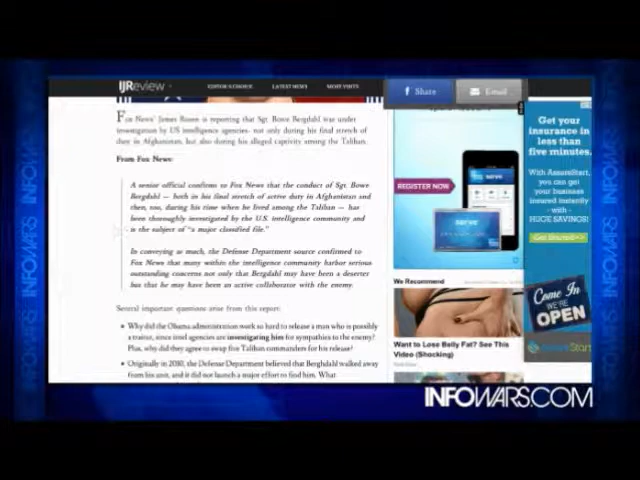 IJReview
EDITOR'S CHOICE
LATEST NEWS
MORE VISITS
Share
Email
Fox News' James Rosen is reporting that Sgt. Bowe Bergdahl was under
investigation by US intelligence agencies- not only during his final stretch of
duty in Afghanistan, but also during his alleged captivity among the Taliban.
From Fox News:
A senior official confirms to Fox News that the conduct of Sgt. Bowe
Bergdahl — both in his final stretch of active duty in Afghanistan and
then, too, during his time when he lived among the Taliban — has
been thoroughly investigated by the U.S. intelligence community and
is the subject of "a major classified file."
In conveying as much, the Defense Department source confirmed to
Fox News that many within the intelligence community harbor serious
outstanding concerns not only that Bergdahl may have been a deserter
but that he may have been an active collaborator with the enemy.
Several important questions arise from this report:
• Why did the Obama administration work so hard to release a man who is possibly
a traitor, since intel agencies are investigating him for sympathies to the enemy?
Plus, why did they agree to swap five Taliban commanders for his release?
• Originally in 2010, the Defense Department believed that Berghdahl walked away
from his unit, and it did not launch a major effort to find him. What
REGISTER NOW
serve
serve
We Recommend
Want to Lose Belly Fat? See This
Video (Shocking)
Get your
insurance in
less than
five minutes.
With AssureStart,
you can get
your business
insured instantly
- with -
HUGE SAVINGS!
Get Started>>
Come In
WE'RE
OPEN
INFOWARS
INFOWARS
INFOWARS.COM